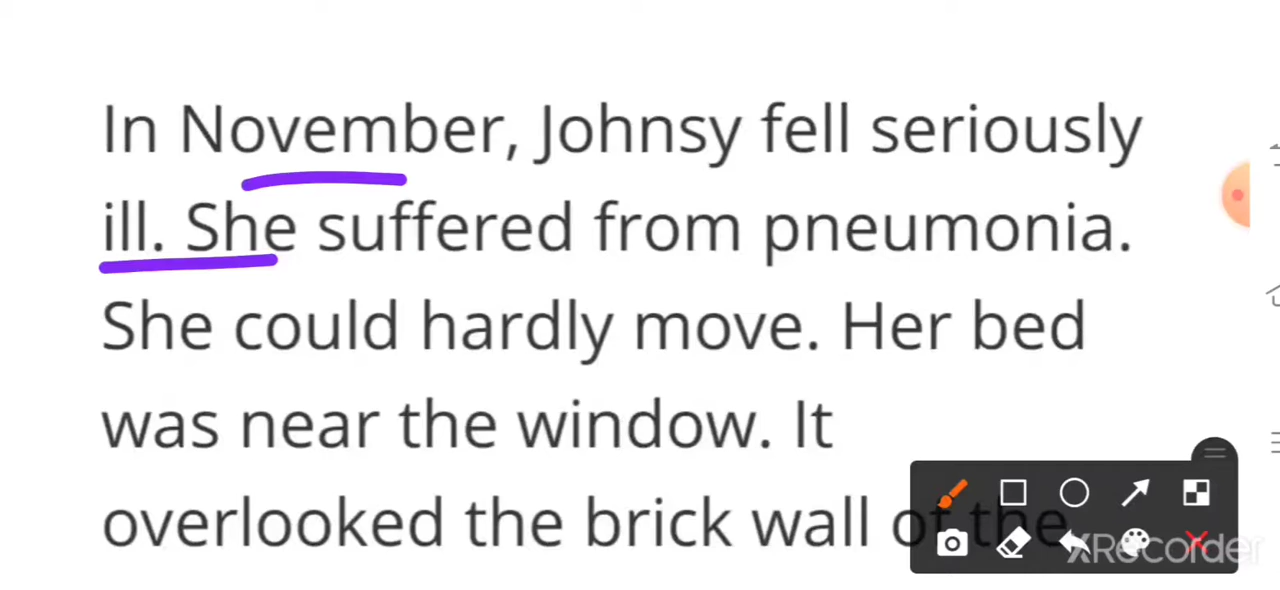 In November, Johnsy fell seriously
ill. She suffered from pneumonia.
She could hardly move. Her bed
was near the window. It
overlooked the brick wall of the
XRecorder